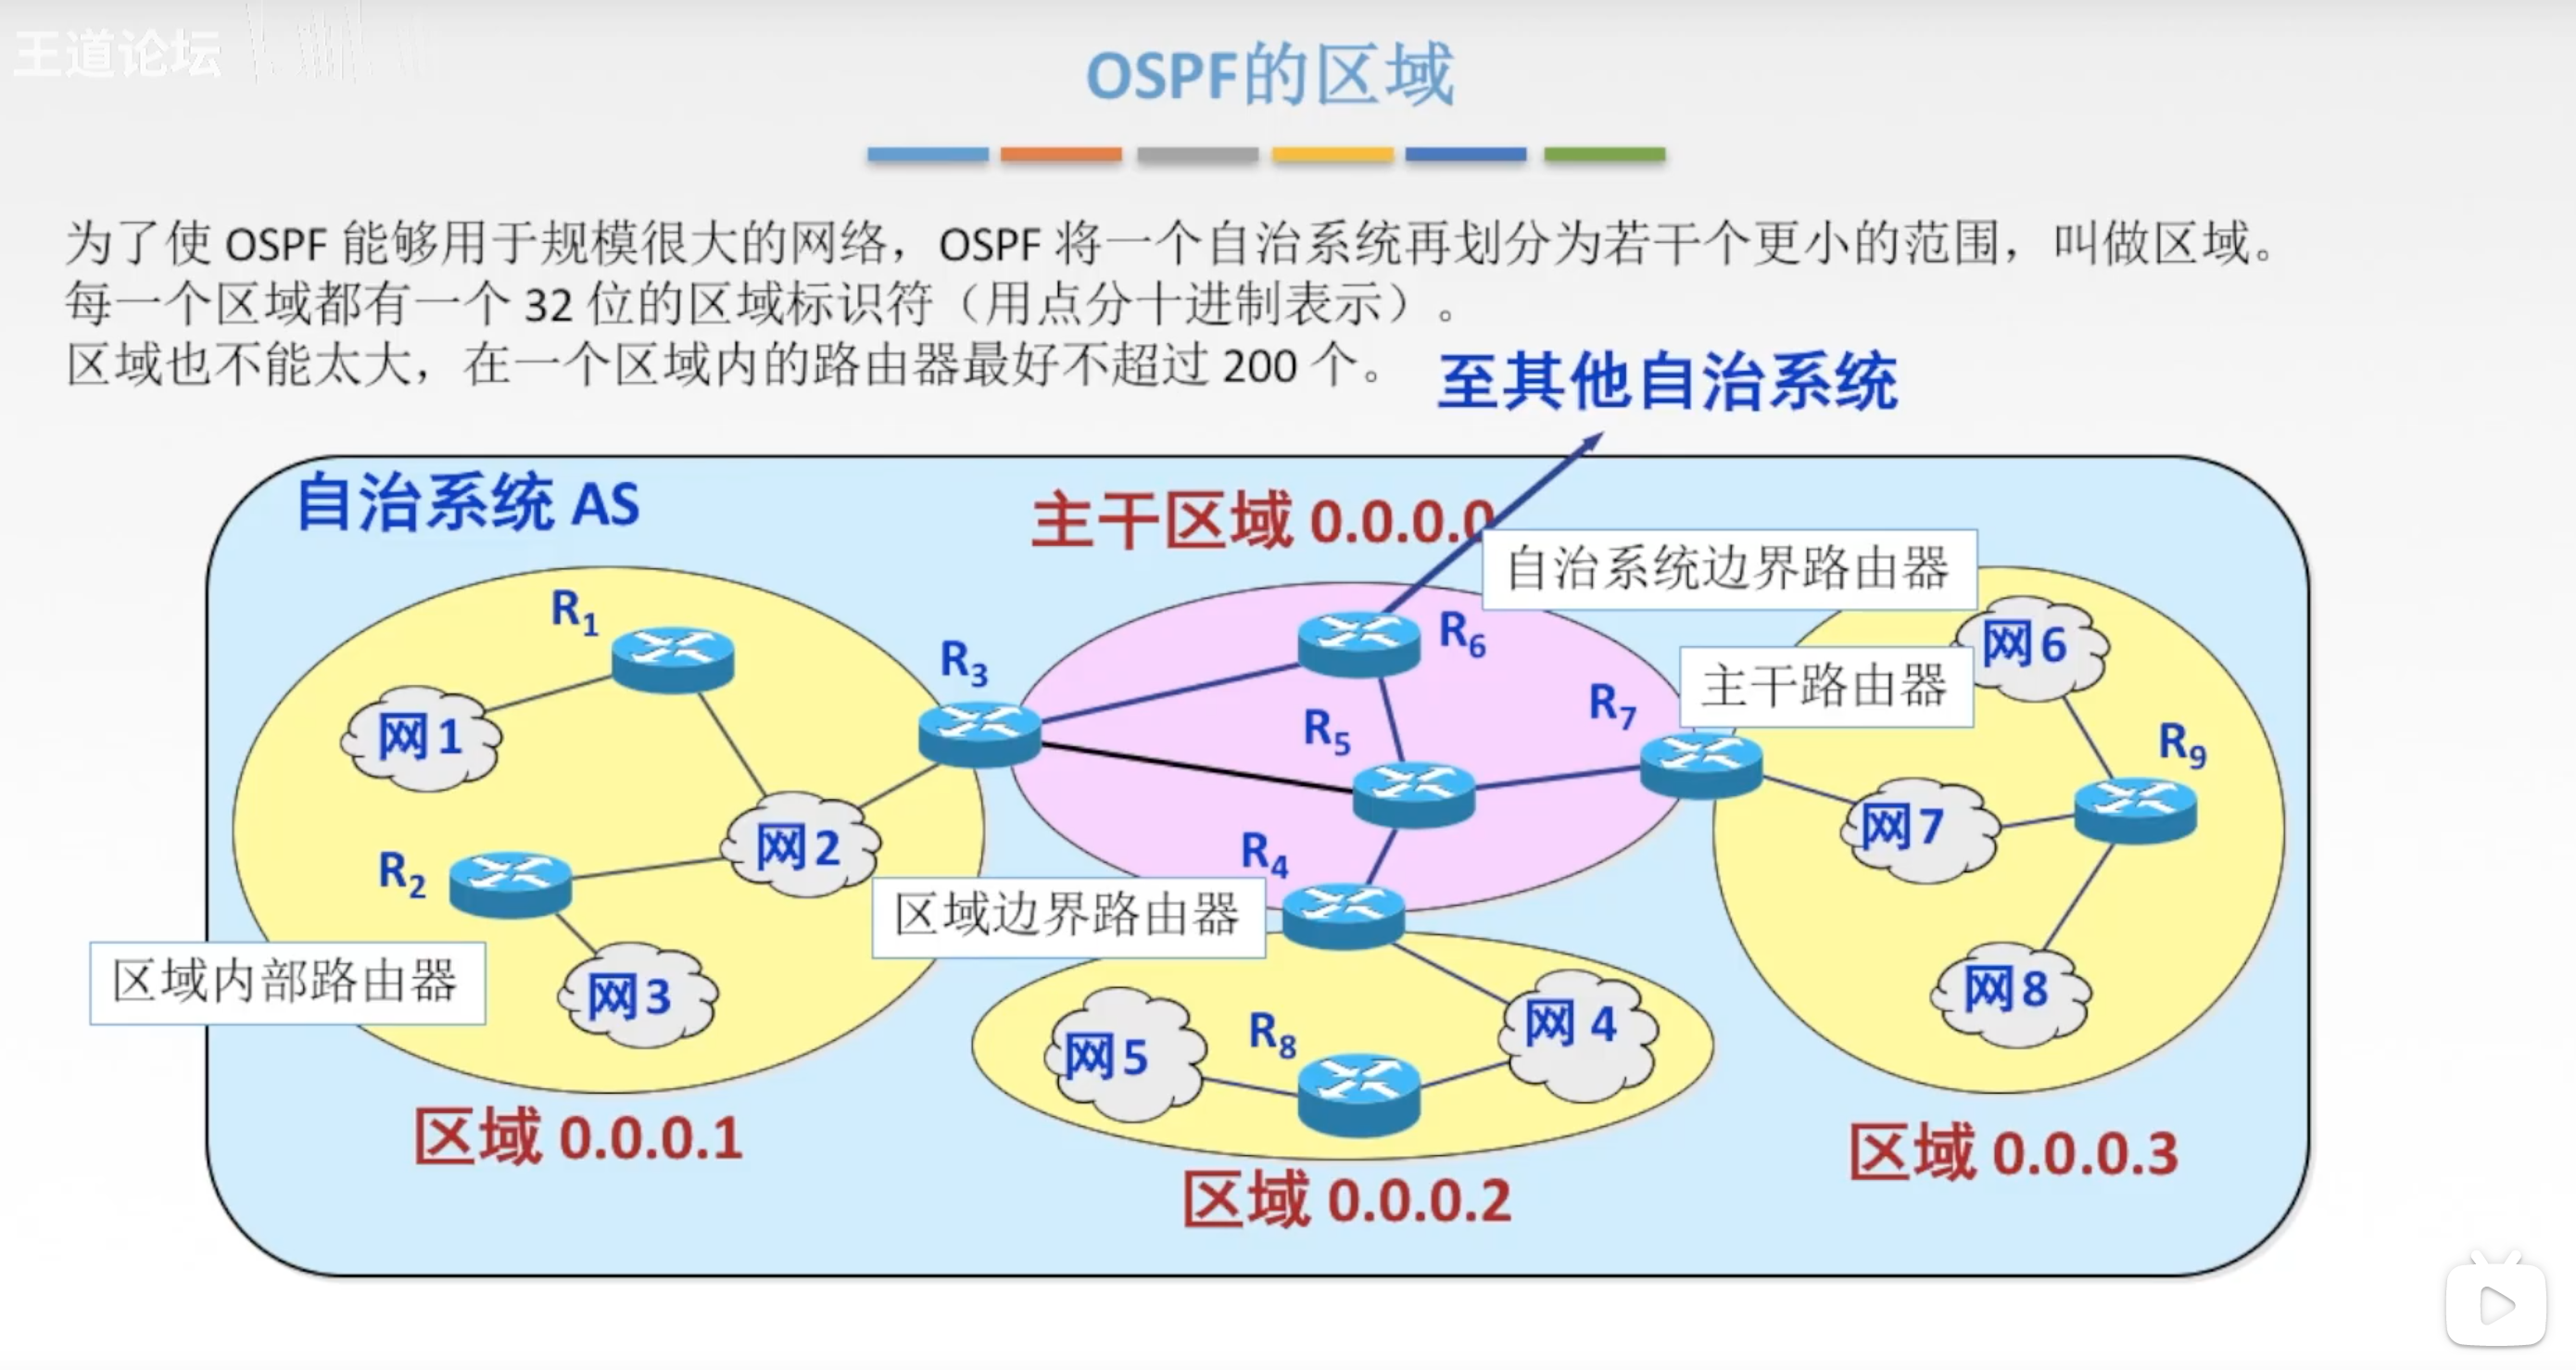 王道论坛
OSPF的区域
为了使 OSPF 能够用于规模很大的网络，OSPF 将一个自治系统再划分为若干个更小的范围，叫做区域。
每一个区域都有一个 32 位的区域标识符（用点分十进制表示）。
区域也不能太大，在一个区域内的路由器最好不超过 200 个。
至其他自治系统
自治系统 AS
主干区域 0.0.0.0
自治系统边界路由器
R1
R3
R6
网6
主干路由器
R7
R5
R9
网1
网7
R2
网2
R4
区域边界路由器
区域内部路由器
网3
网5
R8
网4
网8
区域 0.0.0.1
区域 0.0.0.2
区域 0.0.0.3